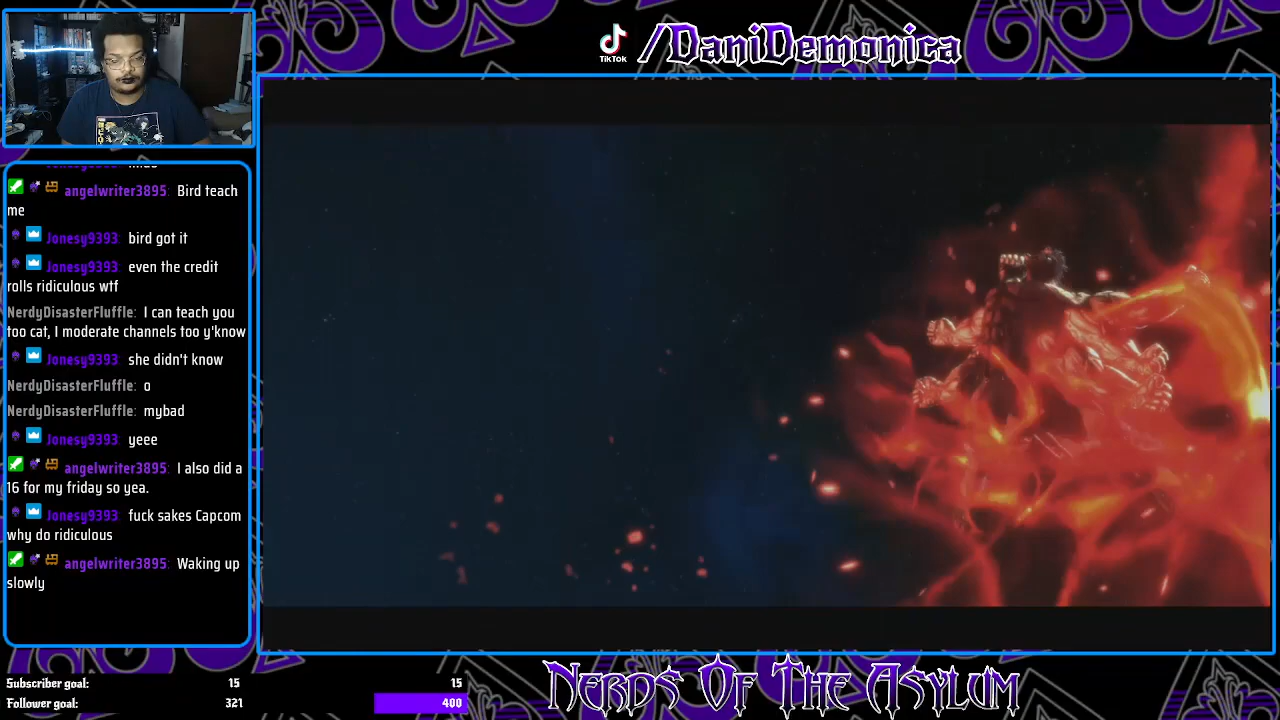 TikTok
/DaniDemonica
angelwriter3895: Bird teach
me
Jonesy9393: bird got it
Jonesy9393: even the credit
rolls ridiculous wtf
NerdyDisasterFluffle: I can teach you
too cat, I moderate channels too y'know
Jonesy9393: she didn't know
NerdyDisasterFluffle: o
NerdyDisasterFluffle: mybad
Jonesy9393: yeee
angelwriter3895: I also did a
16 for my friday so yea.
Jonesy9393: fuck sakes Capcom
why do ridiculous
angelwriter3895: Waking up
slowly
Subscriber goal: 15 15
Follower goal: 321 400
Nerds Of The Asylum